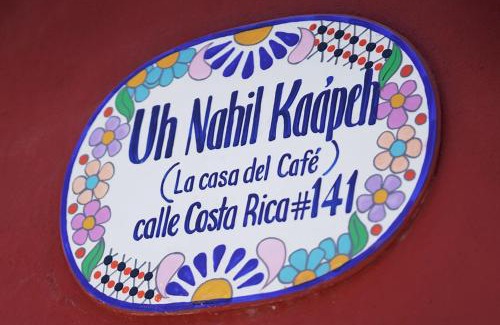 Uh Nahil Kaápeh
(La casa del Café)
calle Costa Rica #141